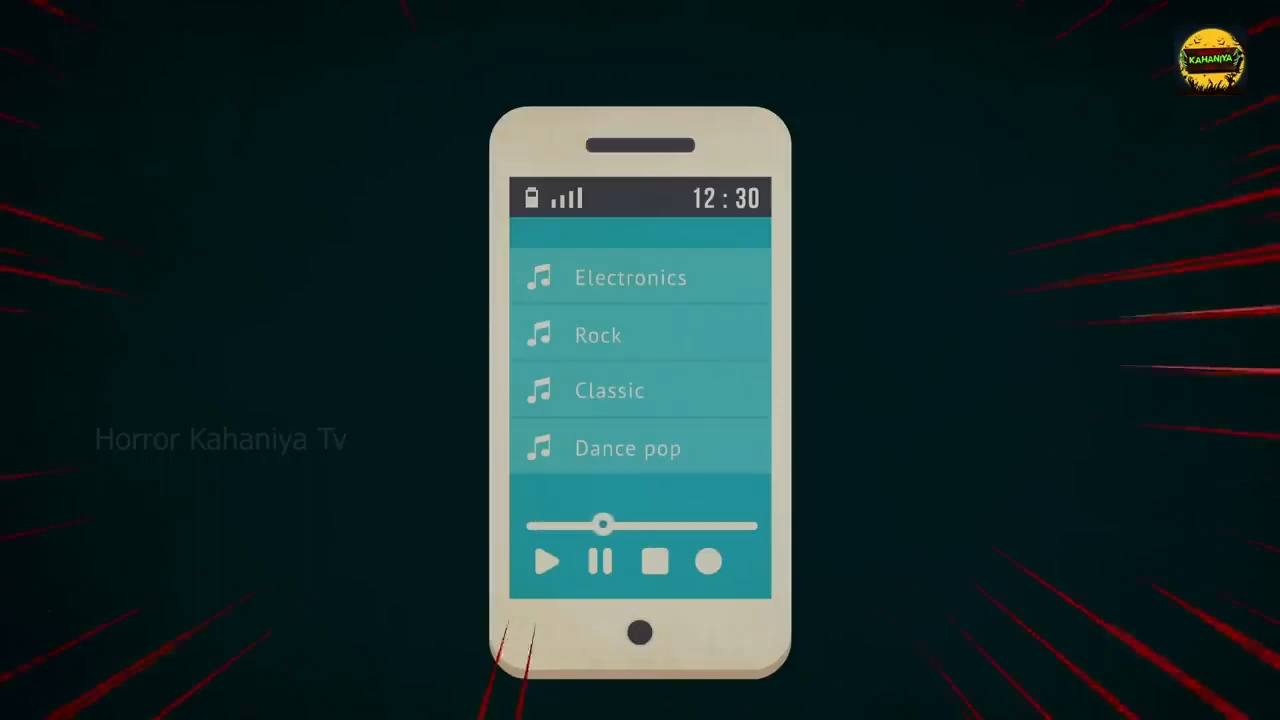 KAHANIYA
12:30
Electronics
Rock
Classic
Dance pop
Horror Kahaniya Tv